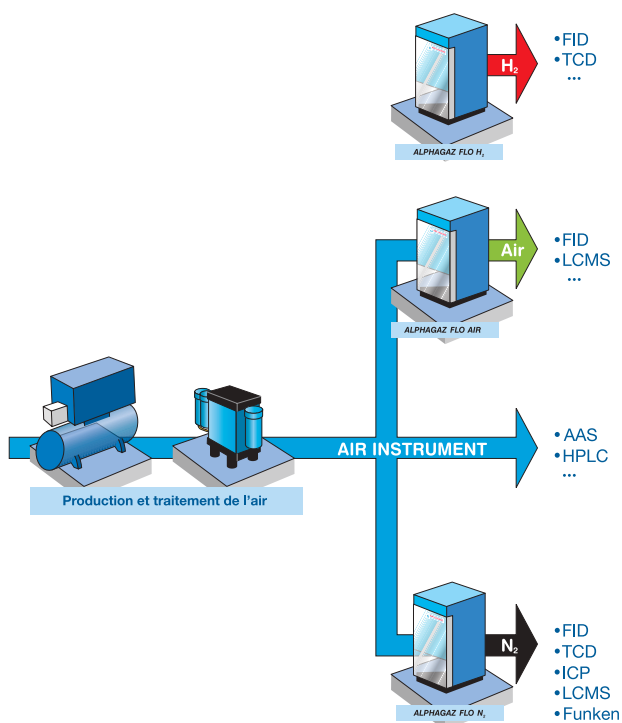 •FID
H₂
•TCD
...
ALPHAGAZ FLO H₂
•FID
Air
•LCMS
...
ALPHAGAZ FLO AIR
AIR INSTRUMENT
•AAS
•HPLC
...
Production et traitement de l'air
•FID
N₂
•TCD
•ICP
•LCMS
•Funken
ALPHAGAZ FLO N₂